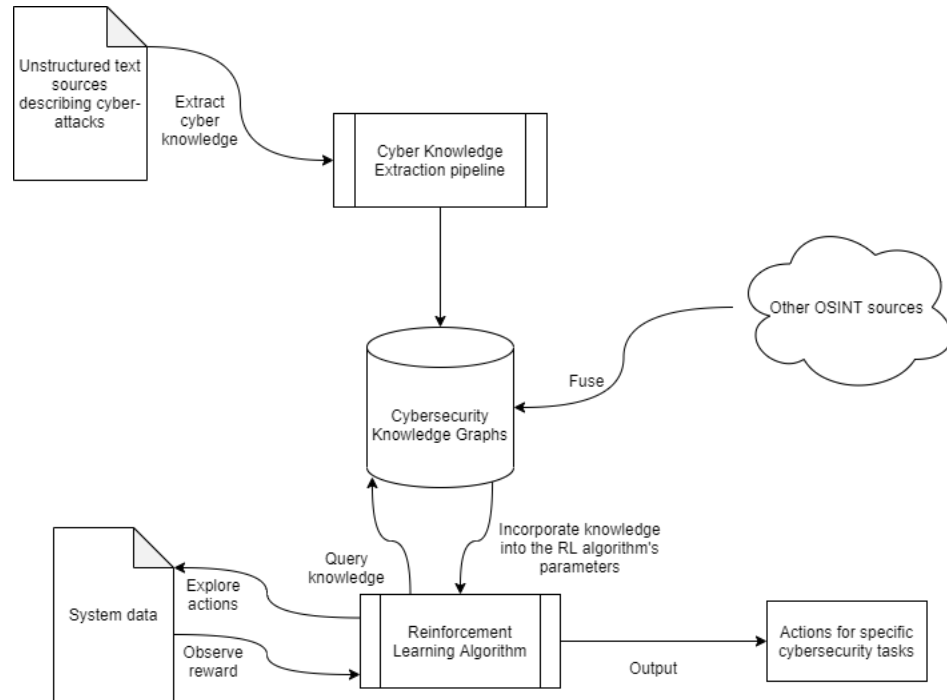 Unstructured text
sources
describing cyber-
attacks
Extract
cyber
knowledge
Cyber Knowledge
Extraction pipeline
Other OSINT sources
Fuse
Cybersecurity
Knowledge Graphs
Incorporate knowledge
into the RL algorithm's
parameters
Query
knowledge
Explore
actions
System data
Observe
reward
Reinforcement
Learning Algorithm
Output
Actions for specific
cybersecurity tasks